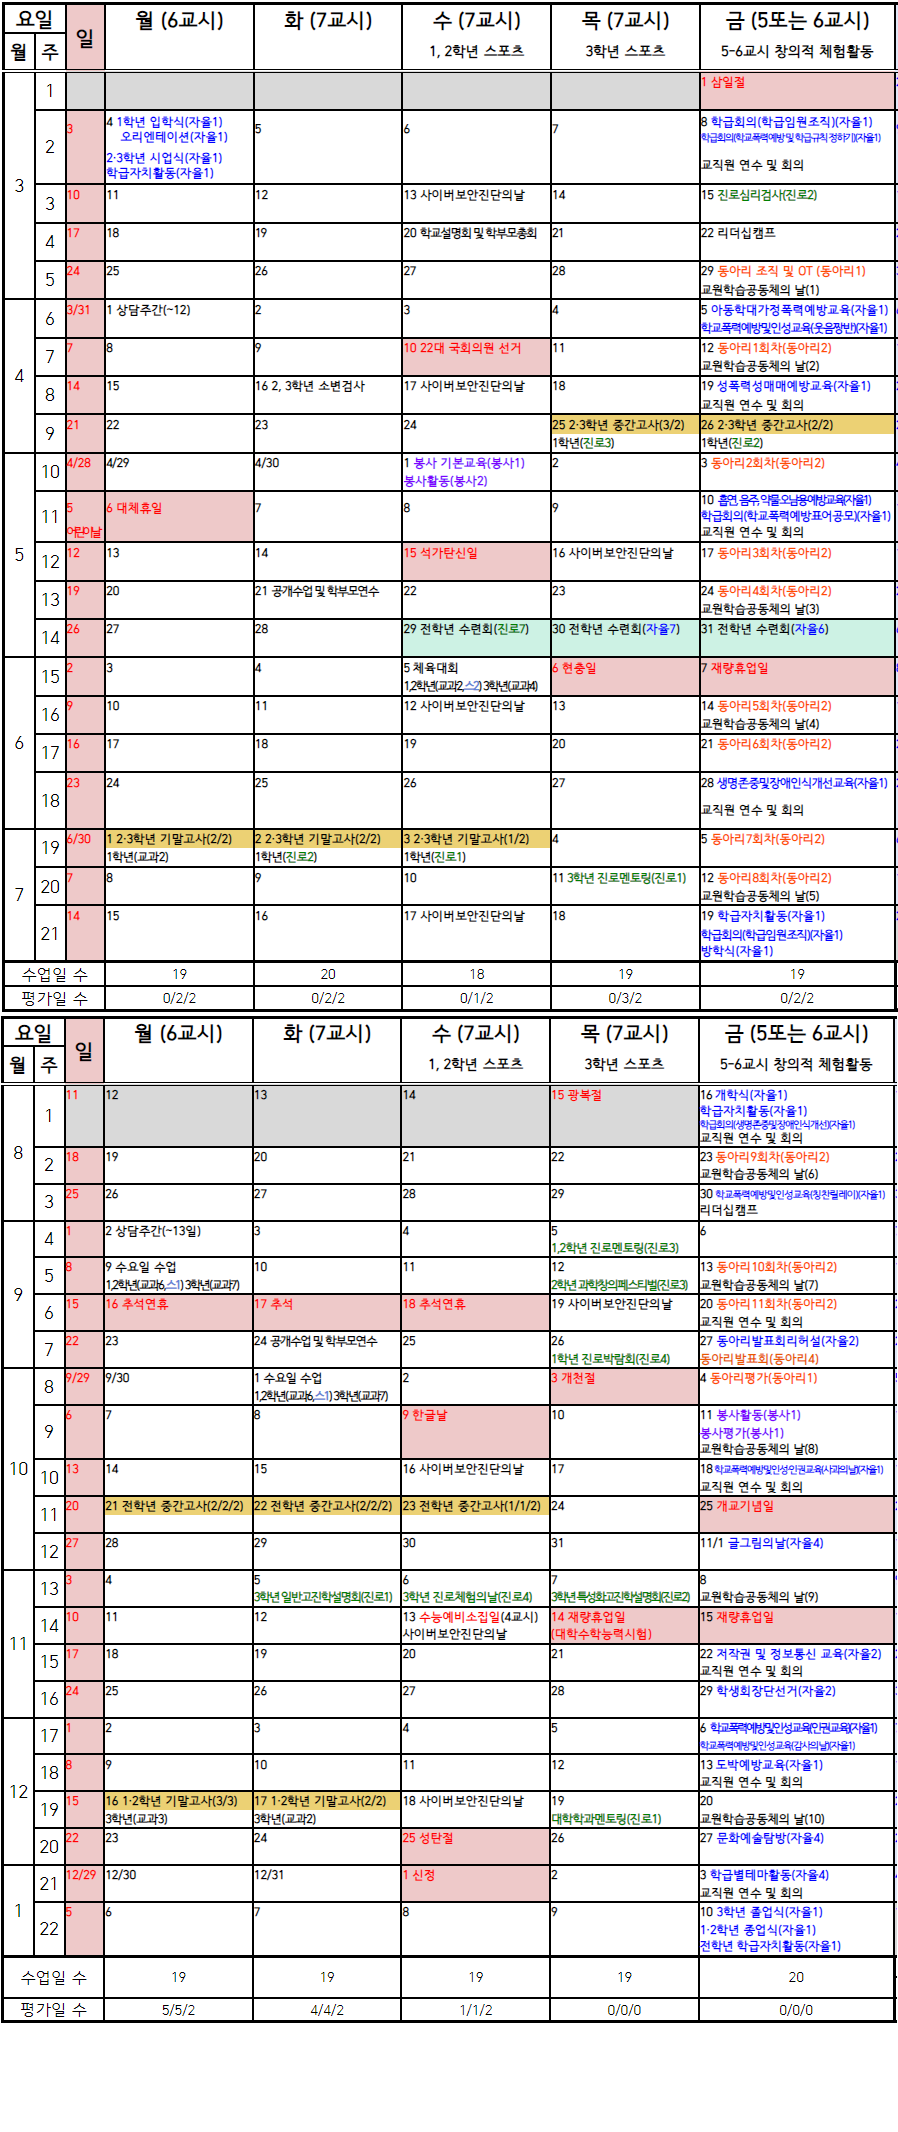 요일 일 월 (6교시) 화 (7교시) 수 (7교시) 목 (7교시) 금 (5또는 6교시)
월 주 1, 2학년 스포츠 3학년 스포츠 5-6교시 창의적 체험활동
3
1 1 삼일절
2 3 4 1학년 입학식(자율1) 5 6 7 8 학급회의(학급임원조직)(자율1)
오리엔테이션(자율1) 학급회의(학교폭력예방 및 학급규칙 정하기)(자율1)
2·3학년 시업식(자율1) 교직원 연수 및 회의
학급자치활동(자율1)
3 10 11 12 13 사이버보안진단의날 14 15 진로심리검사(진로2)
4 17 18 19 20 학교설명회 및 학부모총회 21 22 리더십캠프
5 24 25 26 27 28 29 동아리 조직 및 OT (동아리1)
교원학습공동체의 날(1)
4
6 3/31 1 상담주간(~12) 2 3 4 5 아동학대가정폭력예방교육(자율1)
학교폭력예방및인성교육(웃음짱반)(자율1)
7 7 8 9 10 22대 국회의원 선거 11 12 동아리1회차(동아리2)
교원학습공동체의 날(2)
8 14 15 16 2, 3학년 소변검사 17 사이버보안진단의날 18 19 성폭력성매매예방교육(자율1)
교직원 연수 및 회의
9 21 22 23 24 25 2·3학년 중간고사(3/2) 26 2·3학년 중간고사(2/2)
1학년(진로3) 1학년(진로2)
5
10 4/28 4/29 4/30 1 봉사 기본교육(봉사1) 2 3 동아리2회차(동아리2)
봉사활동(봉사2)
11 5 6 대체휴일 7 8 9 10 흡연, 음주, 약물오남용예방교육(자율1)
어린이날 학급회의(학교폭력예방표어공모)(자율1)
교직원 연수 및 회의
12 12 13 14 15 석가탄신일 16 사이버보안진단의날 17 동아리3회차(동아리2)
13 19 20 21 공개수업 및 학부모연수 22 23 24 동아리4회차(동아리2)
교원학습공동체의 날(3)
14 26 27 28 29 전학년 수련회(진로7) 30 전학년 수련회(자율7) 31 전학년 수련회(자율6)
6
15 2 3 4 5 체육대회 6 현충일 7 재량휴업일
1,2학년(교과2,스2) 3학년(교과4)
16 9 10 11 12 사이버보안진단의날 13 14 동아리5회차(동아리2)
교원학습공동체의 날(4)
17 16 17 18 19 20 21 동아리6회차(동아리2)
18 23 24 25 26 27 28 생명존중및장애인식개선교육(자율1)
교직원 연수 및 회의
7
19 6/30 1 2·3학년 기말고사(2/2) 2 2·3학년 기말고사(2/2) 3 2·3학년 기말고사(1/2) 4 5 동아리7회차(동아리2)
1학년(교과2) 1학년(진로2) 1학년(진로1)
20 7 8 9 10 11 3학년 진로멘토링(진로1) 12 동아리8회차(동아리2)
교원학습공동체의 날(5)
21 14 15 16 17 사이버보안진단의날 18 19 학급자치활동(자율1)
학급회의(학급임원조직)(자율1)
방학식(자율1)
수업일 수 19 20 18 19 19
평가일 수 0/2/2 0/2/2 0/1/2 0/3/2 0/2/2
요일 일 월 (6교시) 화 (7교시) 수 (7교시) 목 (7교시) 금 (5또는 6교시)
월 주 1, 2학년 스포츠 3학년 스포츠 5-6교시 창의적 체험활동
8
1 11 12 13 14 15 광복절 16 개학식(자율1)
학급자치활동(자율1)
학급회의(생명존중및장애인식개선)(자율1)
교직원 연수 및 회의
2 18 19 20 21 22 23 동아리9회차(동아리2)
교원학습공동체의 날(6)
3 25 26 27 28 29 30 학교폭력예방및인성교육(칭찬릴레이)(자율1)
리더십캠프
9
4 1 2 상담주간(~13일) 3 4 5 6
1,2학년 진로멘토링(진로3)
5 8 9 수요일 수업 10 11 12 13 동아리10회차(동아리2)
1,2학년(교과6,스1) 3학년(교과7) 2학년 과학창의페스티벌(진로3) 교원학습공동체의 날(7)
6 15 16 추석연휴 17 추석 18 추석연휴 19 사이버보안진단의날 20 동아리11회차(동아리2)
교직원 연수 및 회의
7 22 23 24 공개수업 및 학부모연수 25 26 27 동아리발표회리허설(자율2)
1학년 진로박람회(진로4) 동아리발표회(동아리4)
10
8 9/29 9/30 1 수요일 수업 2 3 개천절 4 동아리평가(동아리1)
1,2학년(교과6,스1) 3학년(교과7)
9 6 7 8 9 한글날 10 11 봉사활동(봉사1)
봉사평가(봉사1)
교원학습공동체의 날(8)
10 13 14 15 16 사이버보안진단의날 17 18 학교폭력예방및인성·인권교육(사과의날)(자율1)
교직원 연수 및 회의
11 20 21 전학년 중간고사(2/2/2) 22 전학년 중간고사(2/2/2) 23 전학년 중간고사(1/1/2) 24 25 개교기념일
12 27 28 29 30 31 11/1 글그림의날(자율4)
11
13 3 4 5 6 7 8
3학년 일반고진학설명회(진로1) 3학년 진로체험의날(진로4) 3학년 특성화고진학설명회(진로2) 교원학습공동체의 날(9)
14 10 11 12 13 수능예비소집일(4교시) 14 재량휴업일 15 재량휴업일
사이버보안진단의날 (대학수학능력시험)
15 17 18 19 20 21 22 저작권 및 정보통신 교육(자율2)
교직원 연수 및 회의
16 24 25 26 27 28 29 학생회장단선거(자율2)
12
17 1 2 3 4 5 6 학교폭력예방및인성교육(인권교육)(자율1)
학교폭력예방및인성교육(감사의날)(자율1)
18 8 9 10 11 12 13 도박예방교육(자율1)
교직원 연수 및 회의
19 15 16 1·2학년 기말고사(3/3) 17 1·2학년 기말고사(2/2) 18 사이버보안진단의날 19 20
3학년(교과3) 3학년(교과2) 대학학과멘토링(진로1) 교원학습공동체의 날(10)
20 22 23 24 25 성탄절 26 27 문화예술탐방(자율4)
1
21 12/29 12/30 12/31 1 신정 2 3 학급별테마활동(자율4)
교직원 연수 및 회의
22 5 6 7 8 9 10 3학년 졸업식(자율1)
1·2학년 종업식(자율1)
전학년 학급자치활동(자율1)
수업일 수 19 19 19 19 20
평가일 수 5/5/2 4/4/2 1/1/2 0/0/0 0/0/0